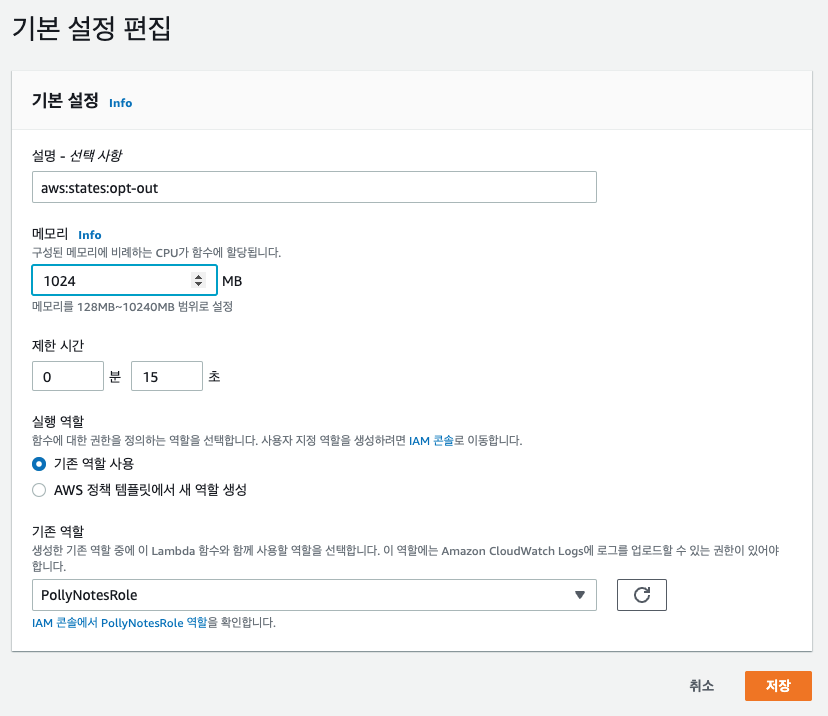 기본 설정 편집
기본 설정 Info
설명 - 선택 사항
aws:states:opt-out
메모리 Info
구성된 메모리에 비례하는 CPU가 함수에 할당됩니다.
1024 MB
메모리를 128MB~10240MB 범위로 설정
제한 시간
0 분 15 초
실행 역할
함수에 대한 권한을 정의하는 역할을 선택합니다. 사용자 지정 역할을 생성하려면 IAM 콘솔로 이동합니다.
기존 역할 사용
AWS 정책 템플릿에서 새 역할 생성
기존 역할
생성한 기존 역할 중에 이 Lambda 함수와 함께 사용할 역할을 선택합니다. 이 역할에는 Amazon CloudWatch Logs에 로그를 업로드할 수 있는 권한이 있어야
합니다.
PollyNotesRole
IAM 콘솔에서 PollyNotesRole 역할을 확인합니다.
취소 저장